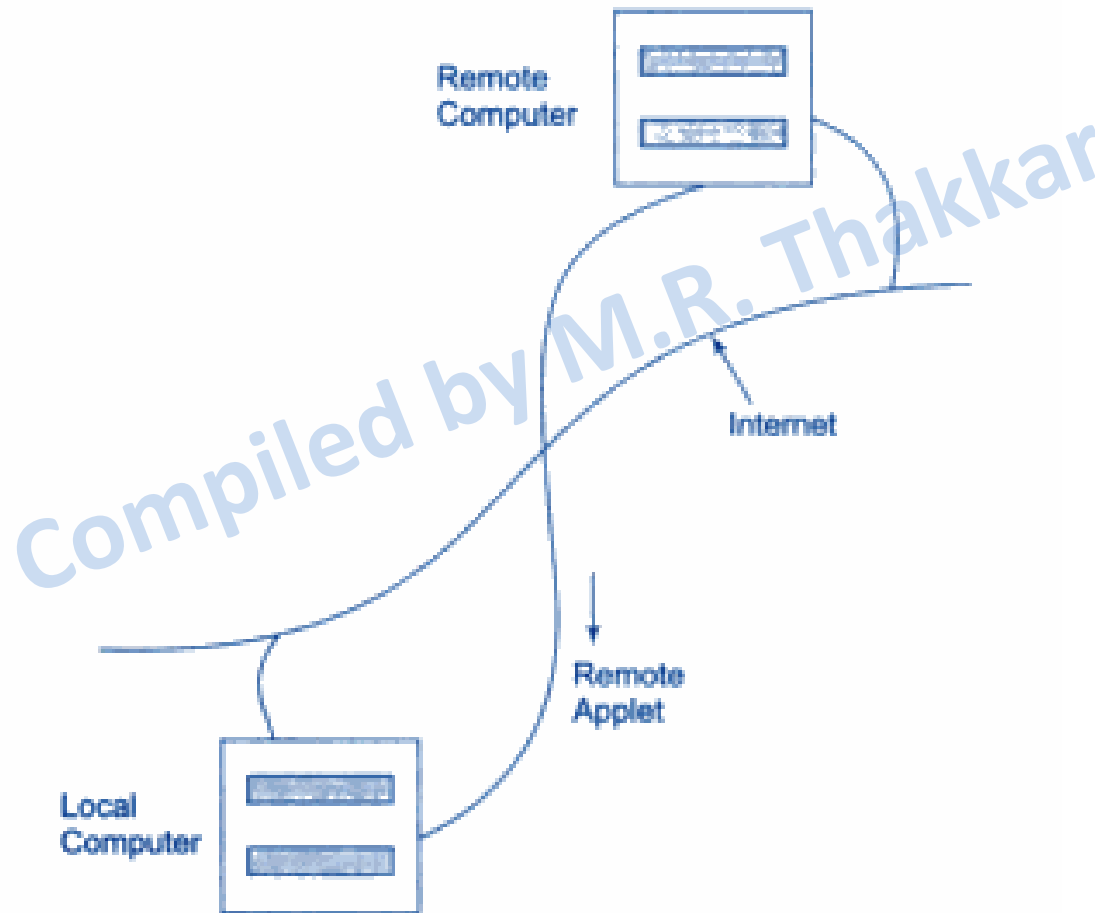 Remote
Computer
Compiled by M.R. Thakkar
Internet
Remote
Applet
Local
Computer